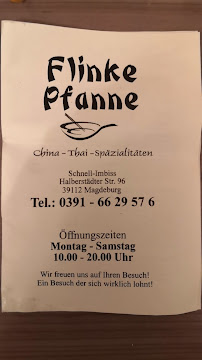 Flinke
Pfanne
China - Thai - Späzialitäten
Schnell-Imbiss
Halberstädter Str. 96
39112 Magdeburg
Tel.: 0391 - 66 29 57 6
Öffnungszeiten
Montag - Samstag
10.00 - 20.00 Uhr
Wir freuen uns auf Ihren Besuch!
Ein Besuch der sich wirklich lohnt!